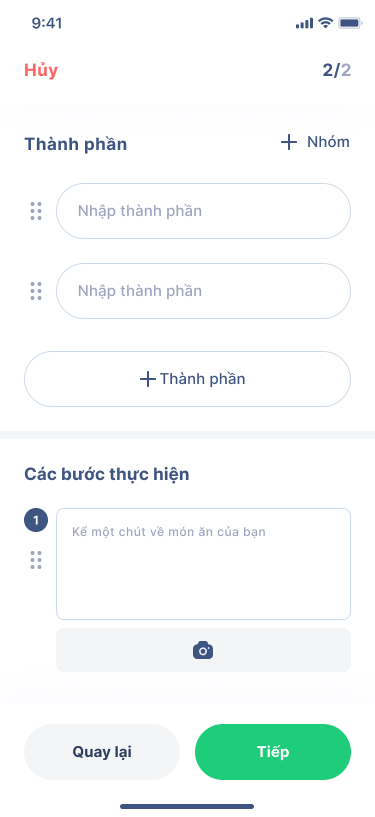 9:41
Hủy
2/2
Thành phần
Nhóm
Nhập thành phần
Nhập thành phần
Thành phần
Các bước thực hiện
1
Kể một chút về món ăn của bạn
Quay lại
Tiếp